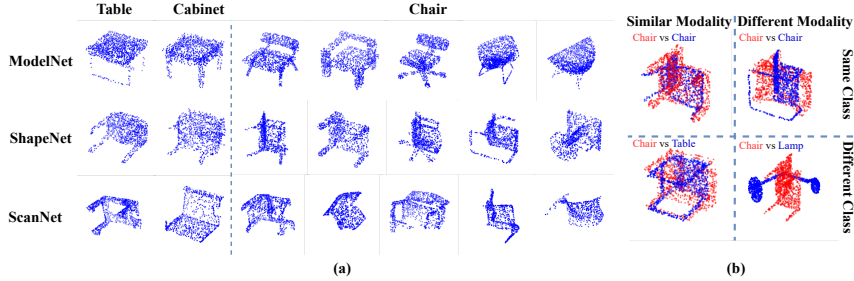 Table Cabinet Chair
ModelNet
ShapeNet
ScanNet
(a)
Similar Modality Different Modality
Chair vs Chair Chair vs Chair
Same Class
Chair vs Table Chair vs Lamp
Different Class
(b)